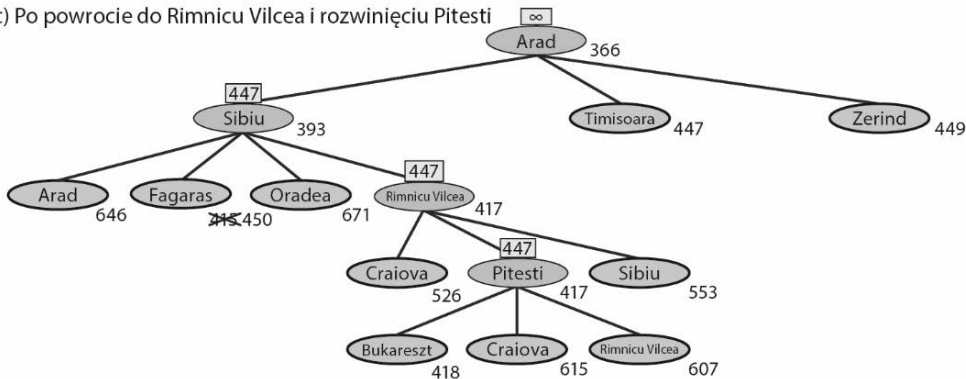 c) Po powrocie do Rimnicu Vilcea i rozwinięciu Pitesti
∞
Arad
366
447
Sibiu
393
Timisoara
447
Zerind
449
Arad
646
Fagaras
415 450
Oradea
671
447
Rimnicu Vilcea
417
Craiova
526
447
Pitesti
417
Sibiu
553
Bukareszt
418
Craiova
615
Rimnicu Vilcea
607